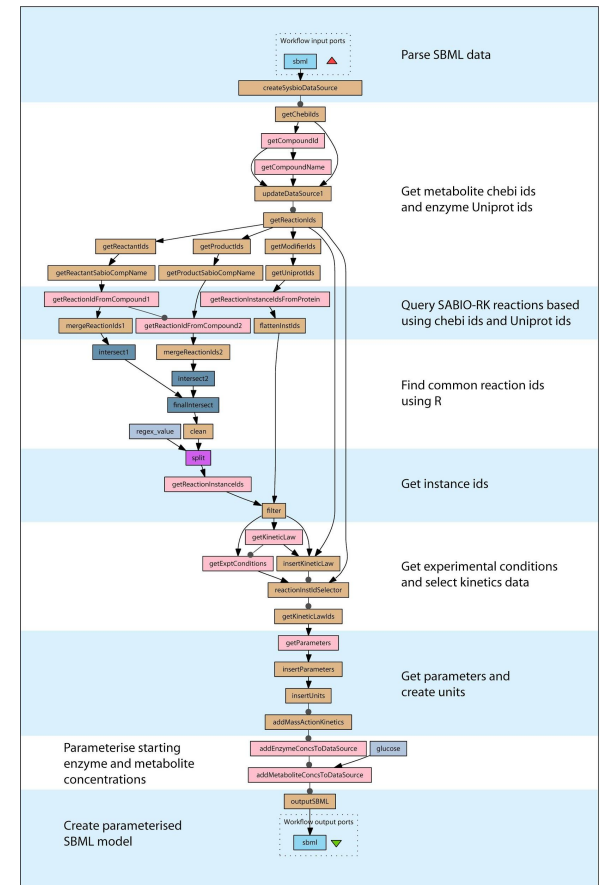 Workflow input ports
sbml
Parse SBML data
createSysbioDataSource
getChebiIds
getCompoundId
getCompoundName
updateDataSource1
Get metabolite chebi ids
and enzyme Uniprot ids
getReactionIds
getReactantIds
getProductIds
getModifierIds
getReactantSabioCompName
getProductSabioCompName
getUniprotIds
getReactionIdFromCompound1
getReactionInstanceIdsFromProtein
mergeReactionIds1
getReactionIdFromCompound2
flattenInstIds
Query SABIO-RK reactions based
using chebi ids and Uniprot ids
intersect1
mergeReactionIds2
intersect2
finalIntersect
Find common reaction ids
using R
regex_value
clean
split
getReactionInstanceIds
Get instance ids
filter
getKineticLaw
getExptConditions
insertKineticLaw
Get experimental conditions
and select kinetics data
reactionInstIdSelector
getKineticLawIds
getParameters
insertParameters
insertUnits
Get parameters and
create units
addMassActionKinetics
Parameterise starting
enzyme and metabolite
concentrations
addEnzymeConcsToDataSource
glucose
addMetaboliteConcsToDataSource
outputSBML
Create parameterised
SBML model
Workflow output ports
sbml